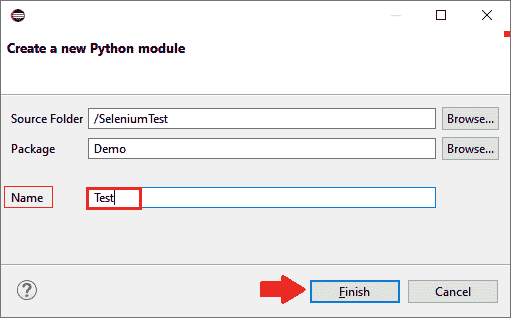 Create a new Python module
Source Folder /SeleniumTest Browse...
Package Demo Browse...
Name Test
? Finish Cancel